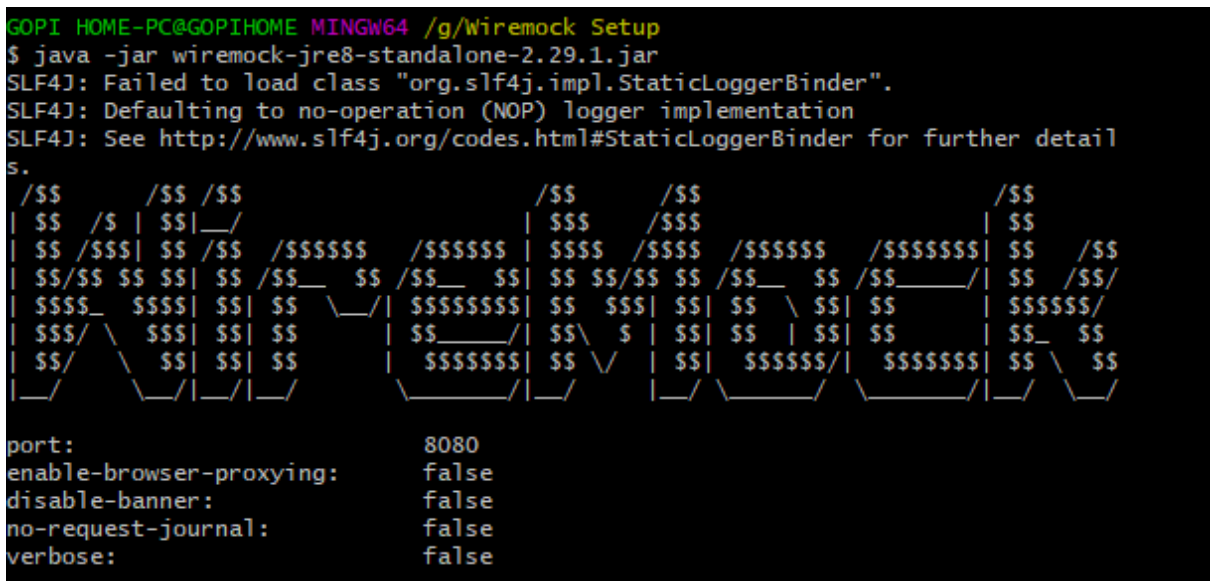 GOPI HOME-PC@GOPIHOME MINGW64 /g/Wiremock Setup
$ java -jar wiremock-jre8-standalone-2.29.1.jar
SLF4J: Failed to load class "org.slf4j.impl.StaticLoggerBinder".
SLF4J: Defaulting to no-operation (NOP) logger implementation
SLF4J: See http://www.slf4j.org/codes.html#StaticLoggerBinder for further detail
s.
WireMock
port: 8080
enable-browser-proxying: false
disable-banner: false
no-request-journal: false
verbose: false